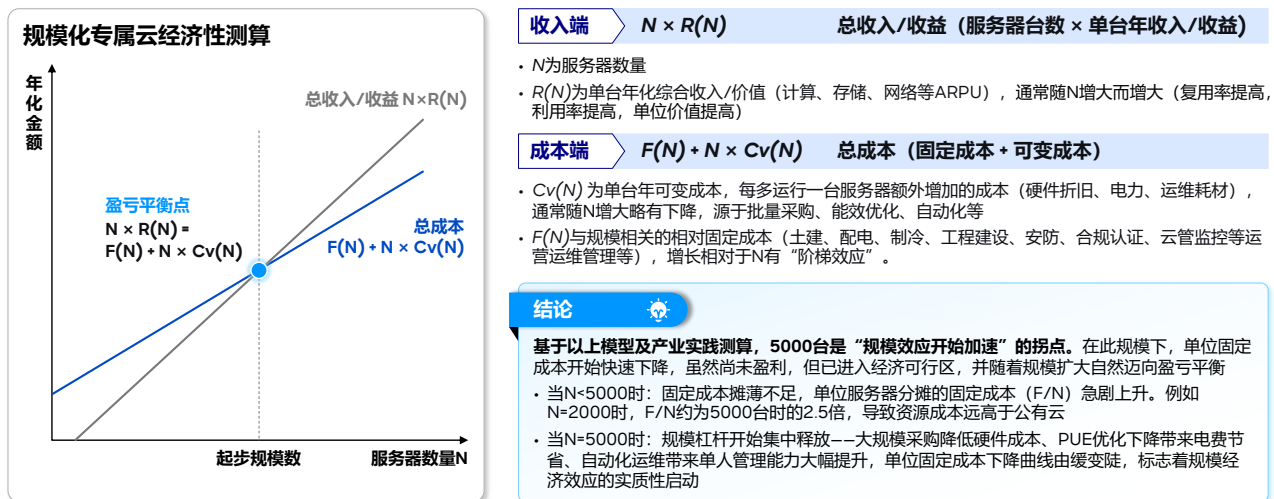 规模化专属云经济性测算
年化金额
总收入/收益 N×R(N)
盈亏平衡点
N × R(N) =
F(N) + N × Cv(N)
总成本
F(N) + N × Cv(N)
起步规模数
服务器数量N
收入端 N × R(N) 总收入/收益（服务器台数 × 单台年收入/收益）
• N为服务器数量
• R(N)为单台年化综合收入/价值（计算、存储、网络等ARPU），通常随N增大而增大（复用率提高，
利用率提高，单位价值提高）
成本端 F(N) + N × Cv(N) 总成本（固定成本 + 可变成本）
• Cv(N) 为单台年可变成本，每多运行一台服务器额外增加的成本（硬件折旧、电力、运维耗材），
通常随N增大略有下降，源于批量采购、能效优化、自动化等
• F(N)与规模相关的相对固定成本（土建、配电、制冷、工程建设、安防、合规认证、云管监控等运
营运维管理等），增长相对于N有“阶梯效应”。
结论
基于以上模型及产业实践测算，5000台是“规模效应开始加速”的拐点。在此规模下，单位固定
成本开始快速下降，虽然尚未盈利，但已进入经济可行区，并随着规模扩大自然迈向盈亏平衡
• 当N<5000时：固定成本摊薄不足，单位服务器分摊的固定成本（F/N）急剧上升。例如
N=2000时，F/N约为5000台时的2.5倍，导致资源成本远高于公有云
• 当N=5000时：规模杠杆开始集中释放——大规模采购降低硬件成本、PUE优化下降带来电费节
省、自动化运维带来单人管理能力大幅提升，单位固定成本下降曲线由缓变陡，标志着规模经
济效应的实质性启动